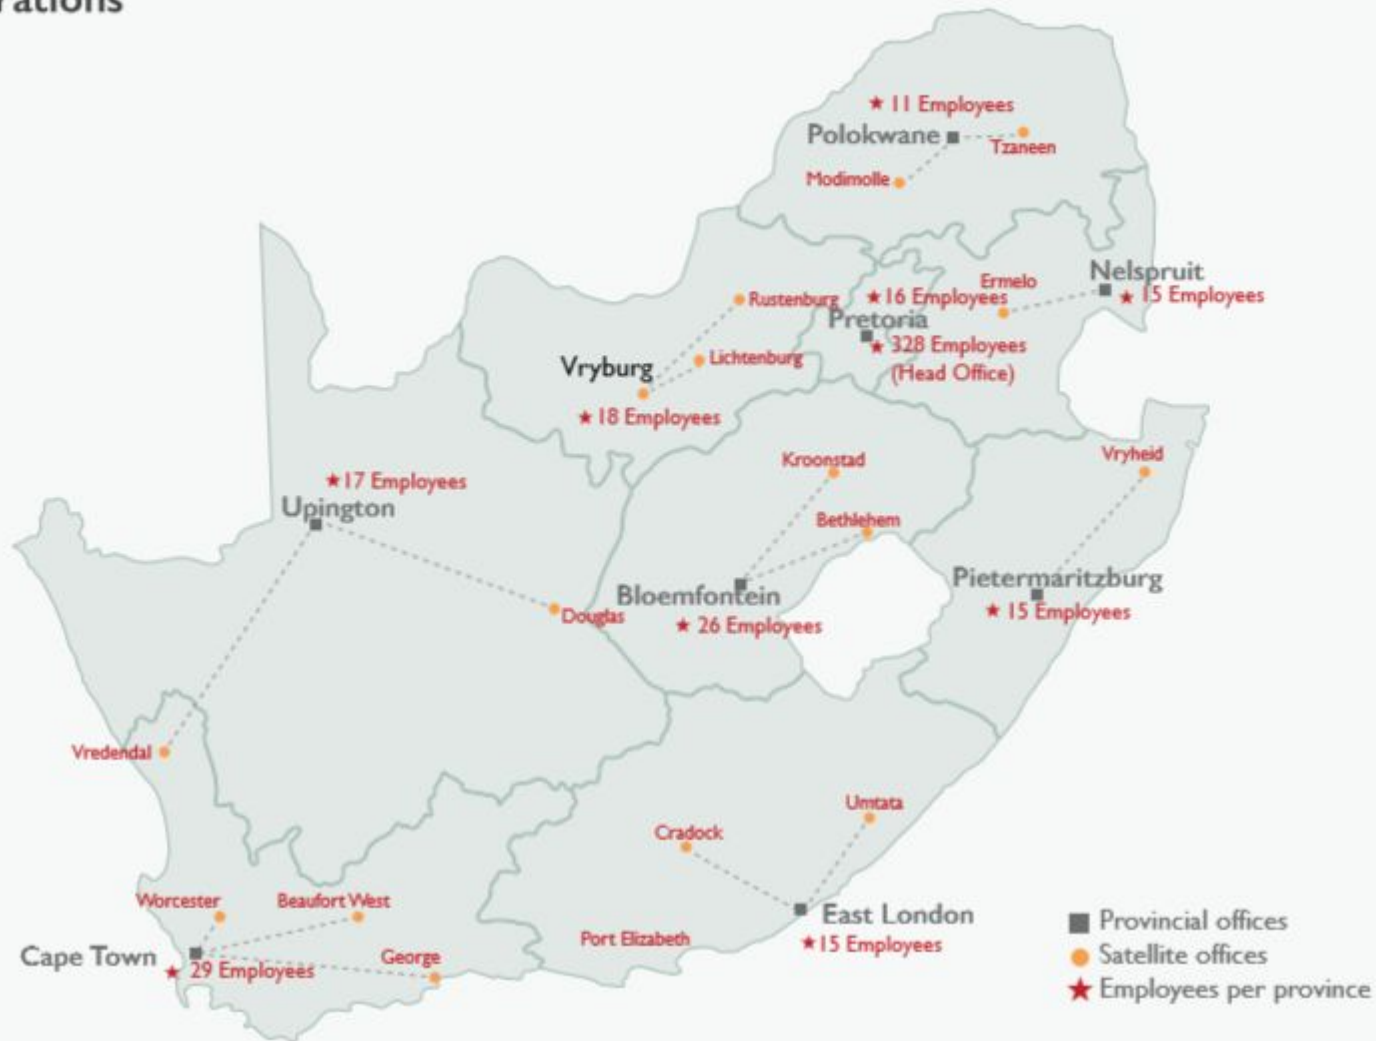 11 Employees
Polokwane
Tzaneen
Modimolle
Nelspruit
15 Employees
Ermelo
16 Employees
Pretoria
328 Employees
(Head Office)
Rustenburg
Lichtenburg
Vryburg
18 Employees
Kroonstad
Vryheid
17 Employees
Upington
Bethlehem
Bloemfontein
26 Employees
Pietermaritzburg
15 Employees
Douglas
Vredendal
Umtata
Cradock
Worcester
Beaufort West
East London
15 Employees
Port Elizabeth
Cape Town
29 Employees
George
Provincial offices
Satellite offices
Employees per province